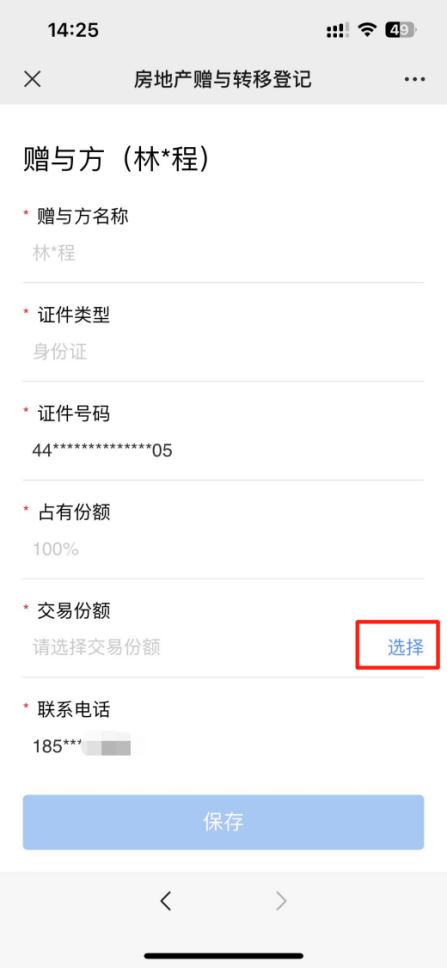 14:25
49
房地产赠与转移登记
赠与方（林*程）
* 赠与方名称
林*程
* 证件类型
身份证
* 证件号码
44**************05
* 占有份额
100%
* 交易份额
请选择交易份额 选择
* 联系电话
185***
保存